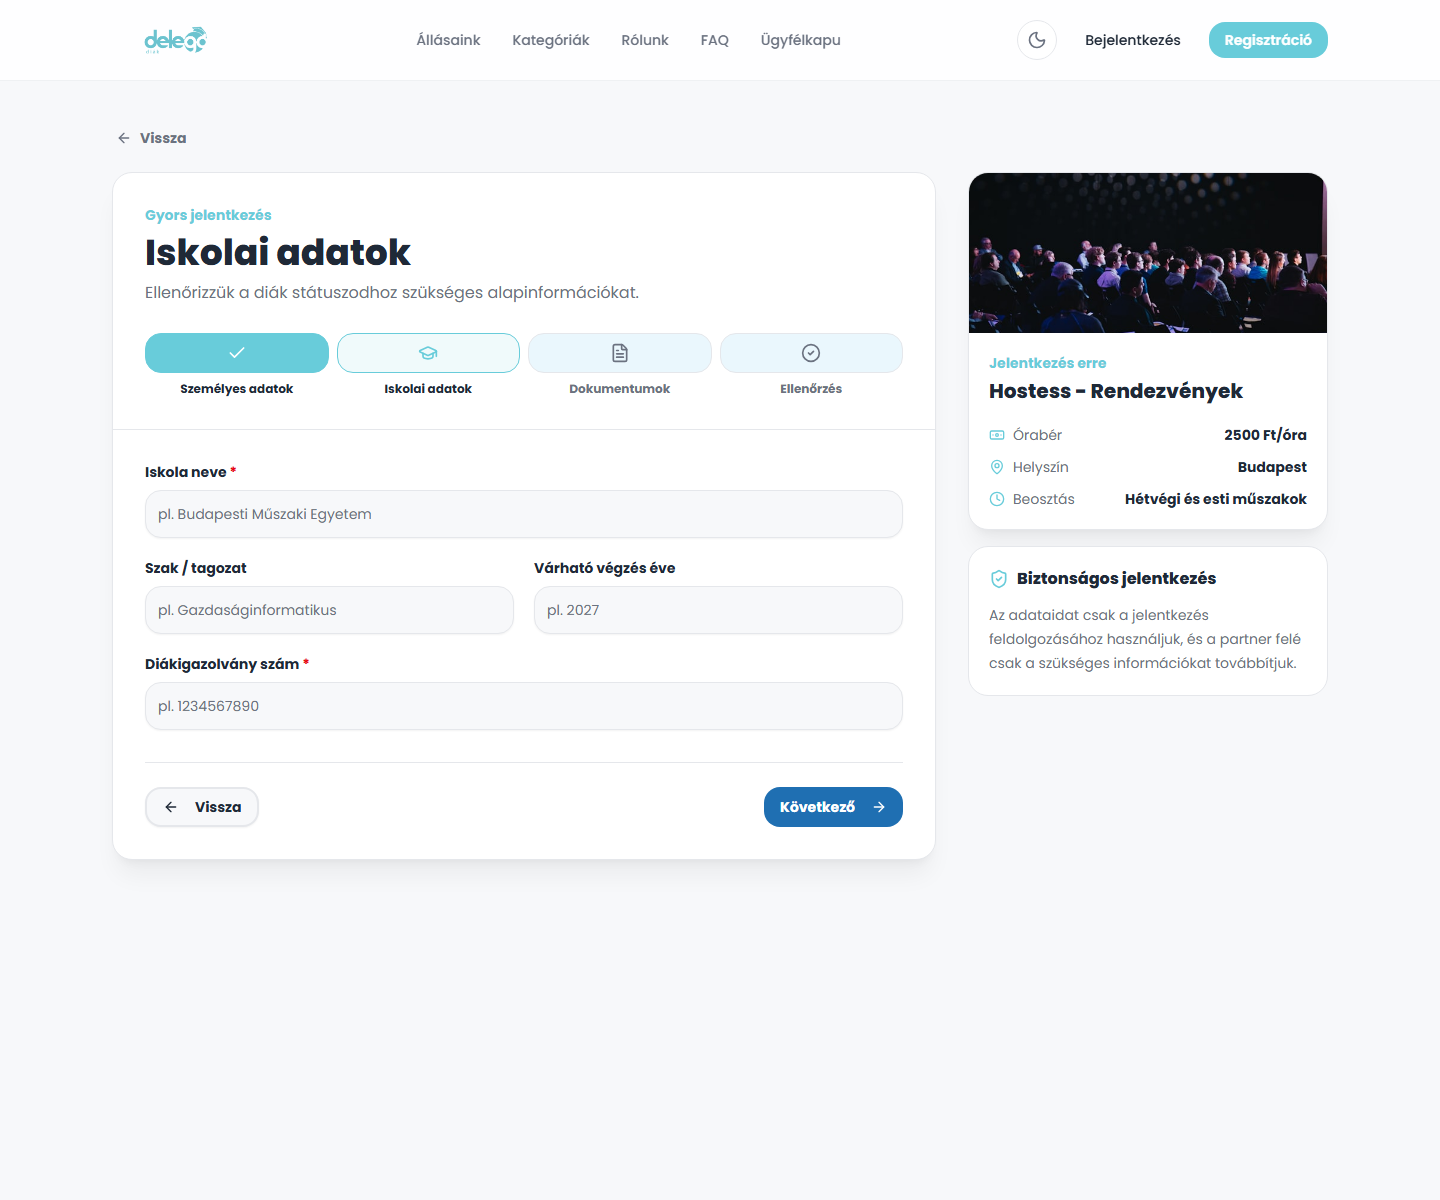 delego
diák
Állásaink
Kategóriák
Rólunk
FAQ
Ügyfélkapu
Bejelentkezés
Regisztráció
Vissza
Gyors jelentkezés
Iskolai adatok
Ellenőrizzük a diák státuszodhoz szükséges alapinformációkat.
Személyes adatok
Iskolai adatok
Dokumentumok
Ellenőrzés
Iskola neve *
pl. Budapesti Műszaki Egyetem
Szak / tagozat
Várható végzés éve
pl. Gazdaságinformatikus
pl. 2027
Diákigazolvány szám *
pl. 1234567890
Vissza
Következő
Jelentkezés erre
Hostess - Rendezvények
Órabér
2500 Ft/óra
Helyszín
Budapest
Beosztás
Hétvégi és esti műszakok
Biztonságos jelentkezés
Az adataidat csak a jelentkezés
feldolgozásához használjuk, és a partner felé
csak a szükséges információkat továbbítjuk.